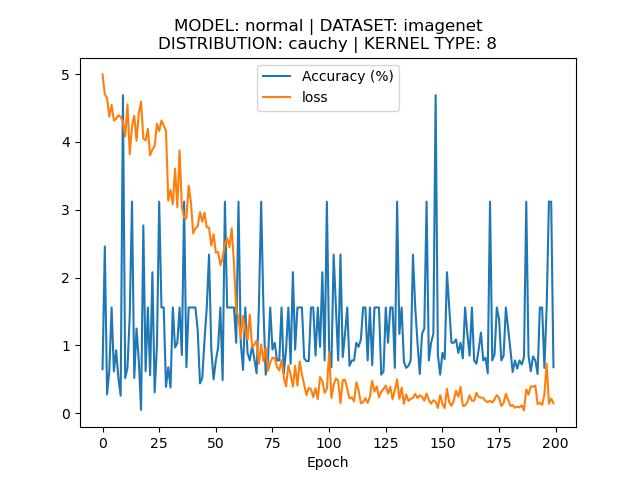 MODEL: normal | DATASET: imagenet
DISTRIBUTION: cauchy | KERNEL TYPE: 8
Accuracy (%)
loss
5
4
3
2
1
0
0 25 50 75 100 125 150 175 200
Epoch